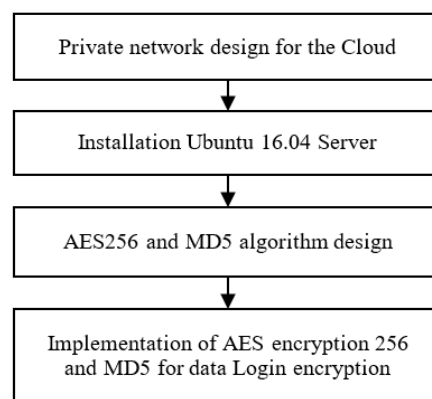 Private network design for the Cloud
Installation Ubuntu 16.04 Server
AES256 and MD5 algorithm design
Implementation of AES encryption 256
and MD5 for data Login encryption